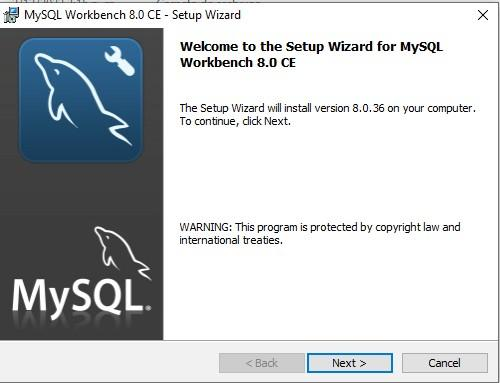 MySQL Workbench 8.0 CE - Setup Wizard
Welcome to the Setup Wizard for MySQL
Workbench 8.0 CE
The Setup Wizard will install version 8.0.36 on your computer.
To continue, click Next.
WARNING: This program is protected by copyright law and
international treaties.
MySQL®
< Back
Next >
Cancel